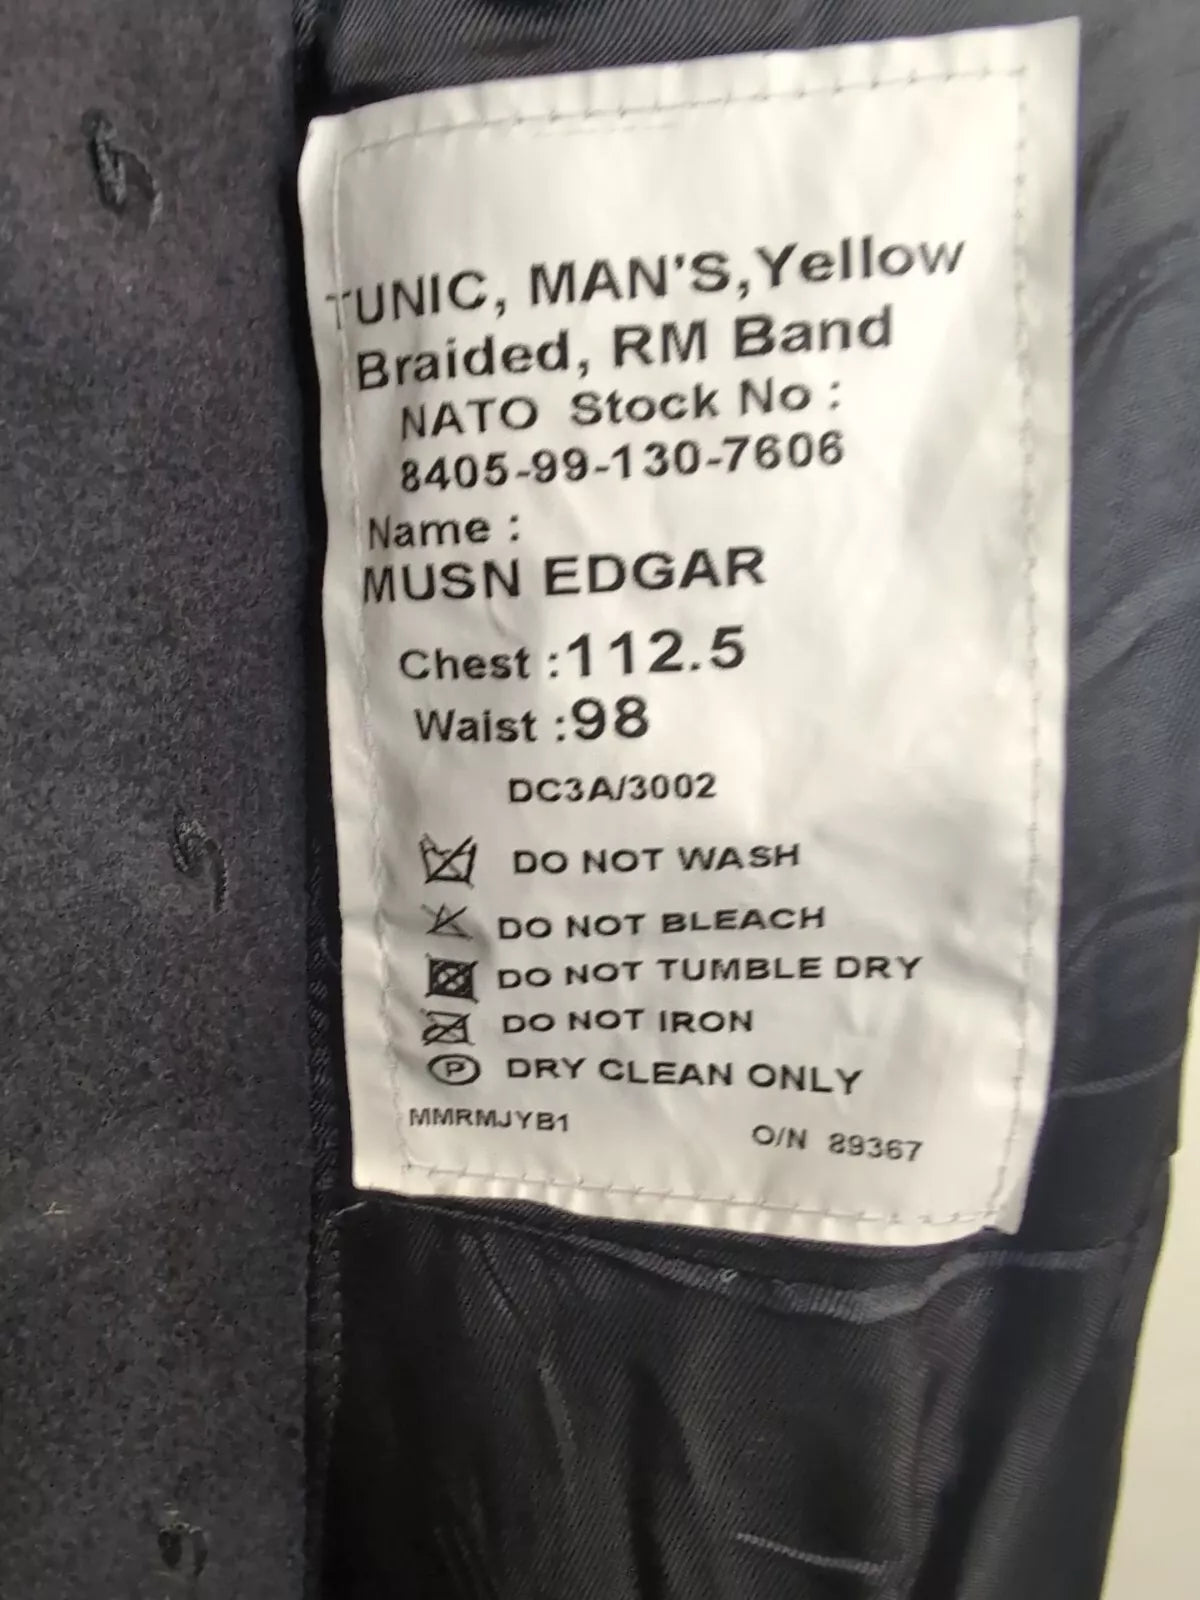 TUNIC, MAN'S,Yellow
Braided, RM Band
NATO Stock No :
8405-99-130-7606
Name :
MUSN EDGAR
Chest :112.5
Waist :98
DC3A/3002
DO NOT WASH
DO NOT BLEACH
DO NOT TUMBLE DRY
DO NOT IRON
P DRY CLEAN ONLY
MMRMJYB1 O/N 89367